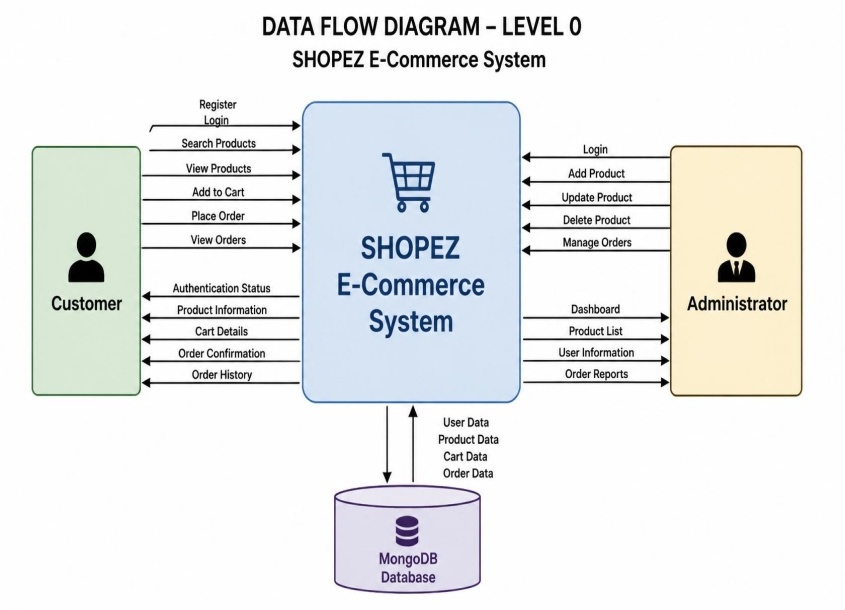 DATA FLOW DIAGRAM – LEVEL 0
SHOPEZ E-Commerce System
Register
Login
Search Products
View Products
Add to Cart
Place Order
View Orders
Authentication Status
Product Information
Cart Details
Order Confirmation
Order History
Customer
SHOPEZ
E-Commerce
System
Login
Add Product
Update Product
Delete Product
Manage Orders
Dashboard
Product List
User Information
Order Reports
Administrator
User Data
Product Data
Cart Data
Order Data
MongoDB
Database